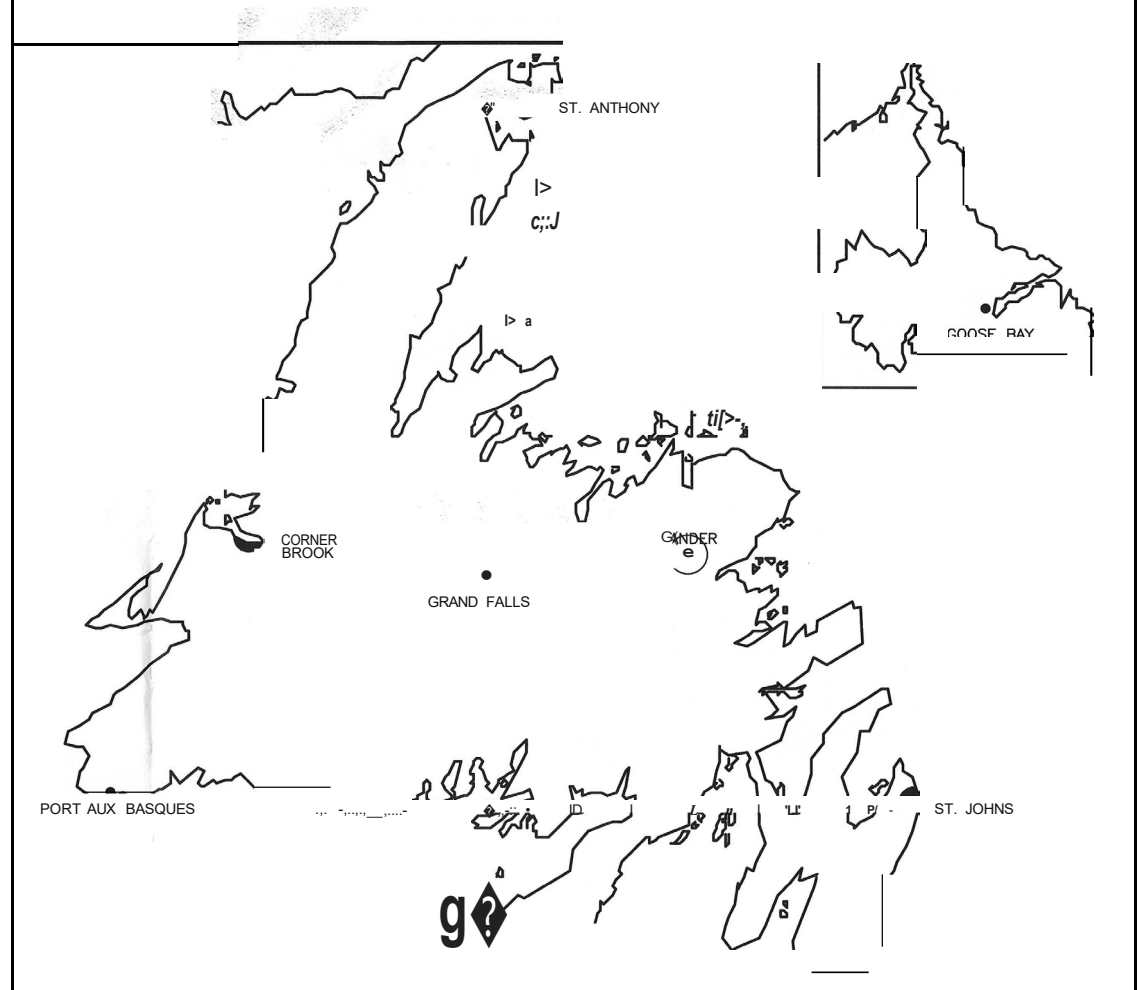 ST. ANTHONY
GOOSE BAY
CORNER
BROOK
GANDER
GRAND FALLS
PORT AUX BASQUES
ST. JOHNS